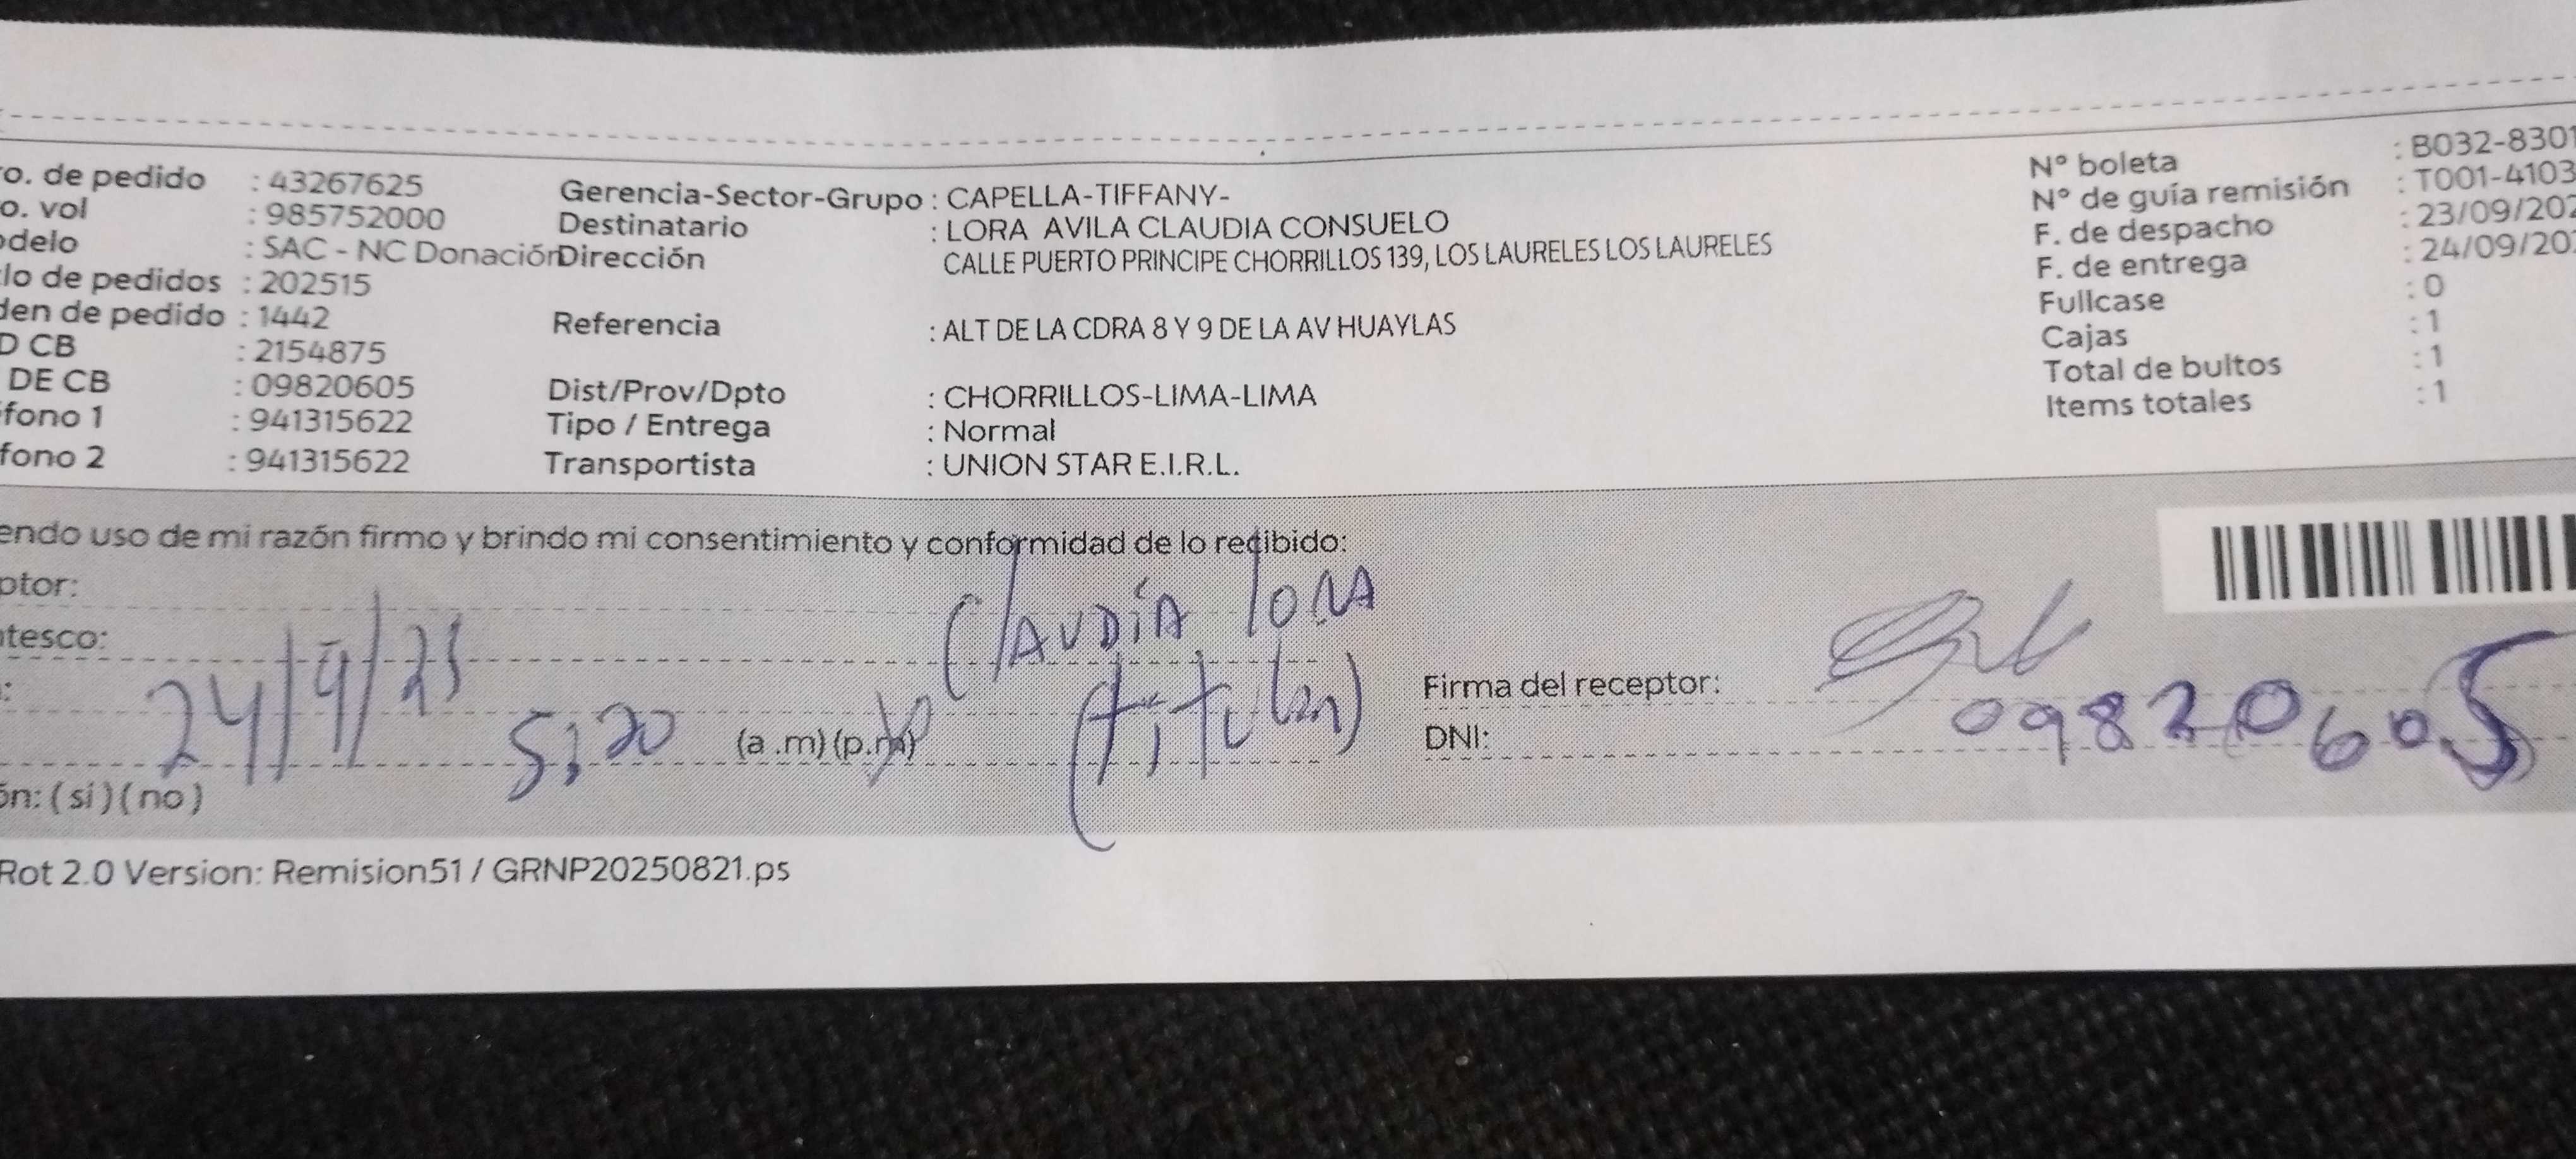 o. de pedido : 43267625
o. vol : 985752000
delo : SAC - NC Donación
lo de pedidos : 202515
den de pedido : 1442
D CB : 2154875
DE CB : 09820605
fono 1 : 941315622
fono 2 : 941315622
Gerencia-Sector-Grupo : CAPELLA-TIFFANY-
Destinatario : LORA AVILA CLAUDIA CONSUELO
Dirección CALLE PUERTO PRINCIPE CHORRILLOS 139, LOS LAURELES LOS LAURELES
Referencia : ALT DE LA CDRA 8 Y 9 DE LA AV HUAYLAS
Dist/Prov/Dpto : CHORRILLOS-LIMA-LIMA
Tipo / Entrega : Normal
Transportista : UNION STAR E.I.R.L.
N° boleta : B032-8301
N° de guía remisión : T001-4103
F. de despacho : 23/09/202
F. de entrega : 24/09/202
Fullcase : 0
Cajas : 1
Total de bultos : 1
Items totales : 1
endo uso de mi razón firmo y brindo mi consentimiento y conformidad de lo recibido:
ptor: Claudia Lora
ntesco: (titular)
: 24/9/25
5:20 (a .m) (p.m)
ón: ( si ) ( no )
Firma del receptor:
DNI: 09820605
Rot 2.0 Version: Remision51 / GRNP20250821.ps